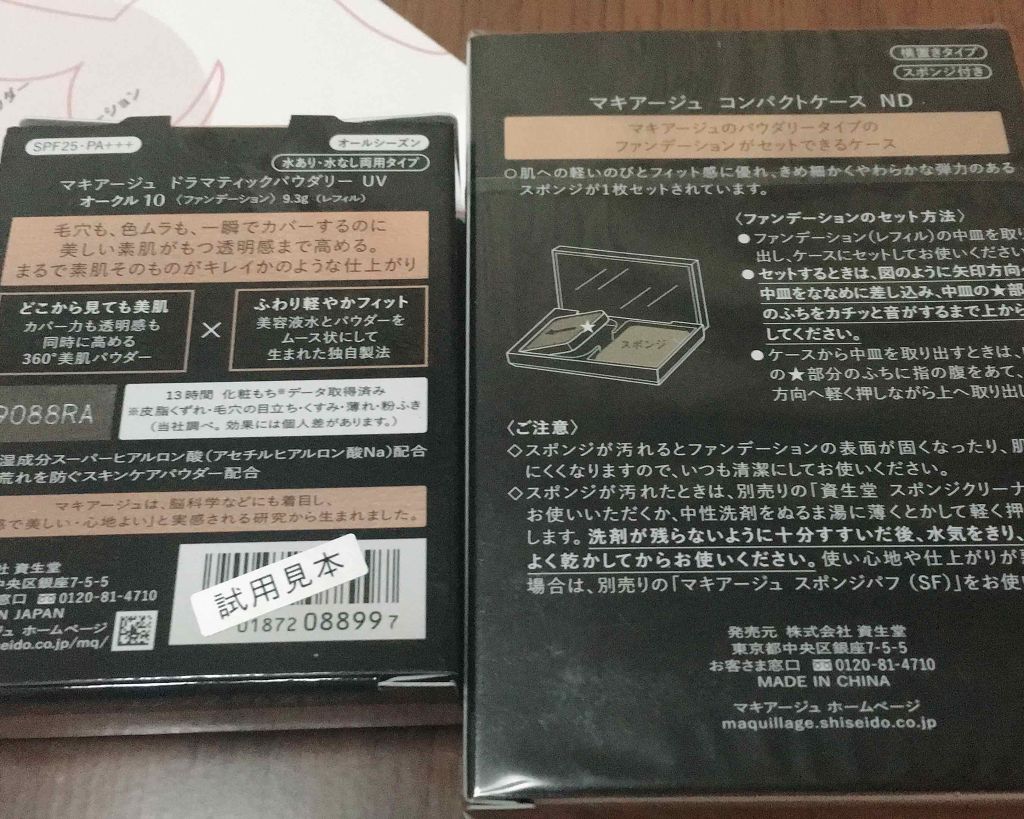 ション
SPF25・PA+++
オールシーズン
水あり・水なし両用タイプ
マキアージュ ドラマティックパウダリー UV
オークル 10 〈ファンデーション〉 9.3g (レフィル)
毛穴も、色ムラも、一瞬でカバーするのに
美しい素肌がもつ透明感まで高める。
まるで素肌そのものがキレイかのような仕上がり
どこから見ても美肌
カバー力も透明感も
同時に高める
360°美肌パウダー
×
ふわり軽やかフィット
美容液水とパウダーを
ムース状にして
生まれた独自製法
9088RA
13時間 化粧もち※データ取得済み
※皮脂くずれ・毛穴の目立ち・くすみ・薄れ・粉ふき
(当社調べ。効果には個人差があります。)
湿成分スーパーヒアルロン酸(アセチルヒアルロン酸Na)配合
荒れを防ぐスキンケアパウダー配合
マキアージュは、脳科学などにも着目し、
で美しい・心地よい」と実感される研究から生まれました。
社 資生堂
中央区銀座7-5-5
窓口 0120-81-4710
IN JAPAN
ジュ ホームページ
seido.co.jp/mq/
試用見本
01872 08899 7
横置きタイプ
スポンジ付き
マキアージュ コンパクトケース ND
マキアージュのパウダリータイプの
ファンデーションがセットできるケース
○肌への軽いのびとフィット感に優れ、きめ細かくやわらかな弾力のある
スポンジが1枚セットされています。
〈ファンデーションのセット方法〉
●ファンデーション(レフィル)の中皿を取り
出し、ケースにセットしてお使いください
●セットするときは、図のように矢印方向
中皿をななめに差し込み、中皿の★部
のふちをカチッと音がするまで上から
してください。
●ケースから中皿を取り出すときは、
の★部分のふちに指の腹をあて、
方向へ軽く押しながら上へ取り出し
★
スポンジ
〈ご注意〉
◇スポンジが汚れるとファンデーションの表面が固くなったり、肌
にくくなりますので、いつも清潔にしてお使いください。
◇スポンジが汚れたときは、別売りの「資生堂 スポンジクリーナ
お使いいただくか、中性洗剤をぬるま湯に薄くとかして軽く押
します。洗剤が残らないように十分すすいだ後、水気をきり、
よく乾かしてからお使いください。使い心地や仕上がりが
場合は、別売りの「マキアージュ スポンジパフ (SF)」をお使
発売元 株式会社 資生堂
東京都中央区銀座7-5-5
お客さま窓口 0120-81-4710
MADE IN CHINA
マキアージュ ホームページ
maquillage.shiseido.co.jp